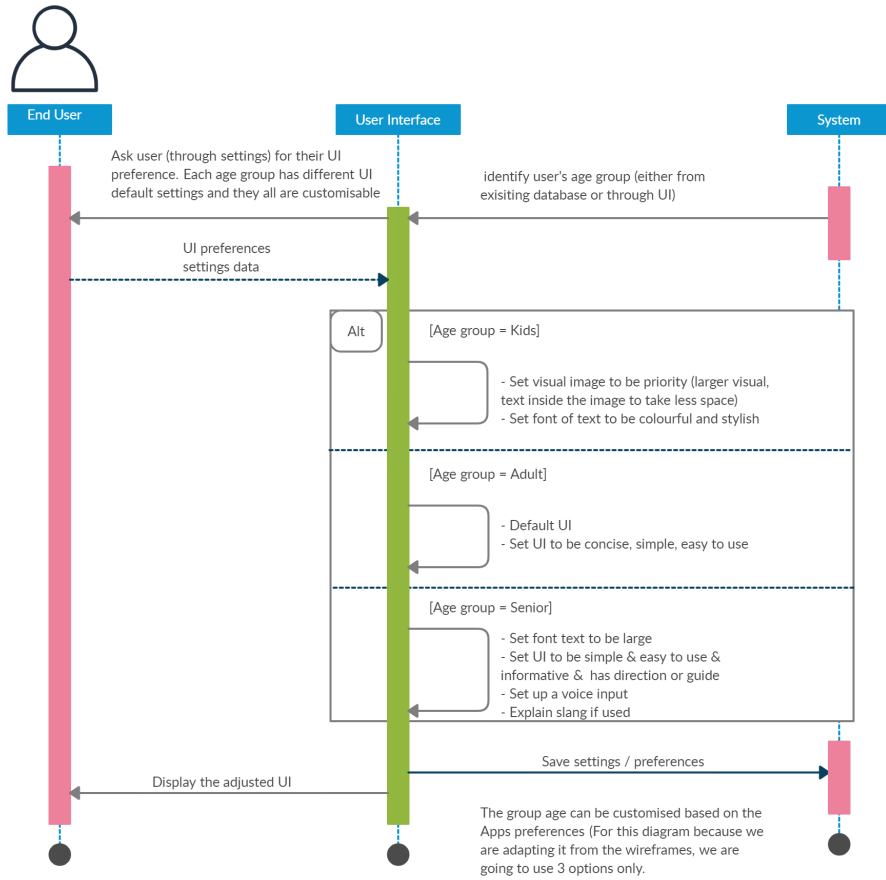 End User
User Interface
System
Ask user (through settings) for their UI
preference. Each age group has different UI
default settings and they all are customisable
identify user's age group (either from
exisiting database or through UI)
UI preferences
settings data
Alt
[Age group = Kids]
- Set visual image to be priority (larger visual,
text inside the image to take less space)
- Set font of text to be colourful and stylish
[Age group = Adult]
- Default UI
- Set UI to be concise, simple, easy to use
[Age group = Senior]
- Set font text to be large
- Set UI to be simple & easy to use &
informative & has direction or guide
- Set up a voice input
- Explain slang if used
Save settings / preferences
Display the adjusted UI
The group age can be customised based on the
Apps preferences (For this diagram because we
are adapting it from the wireframes, we are
going to use 3 options only.